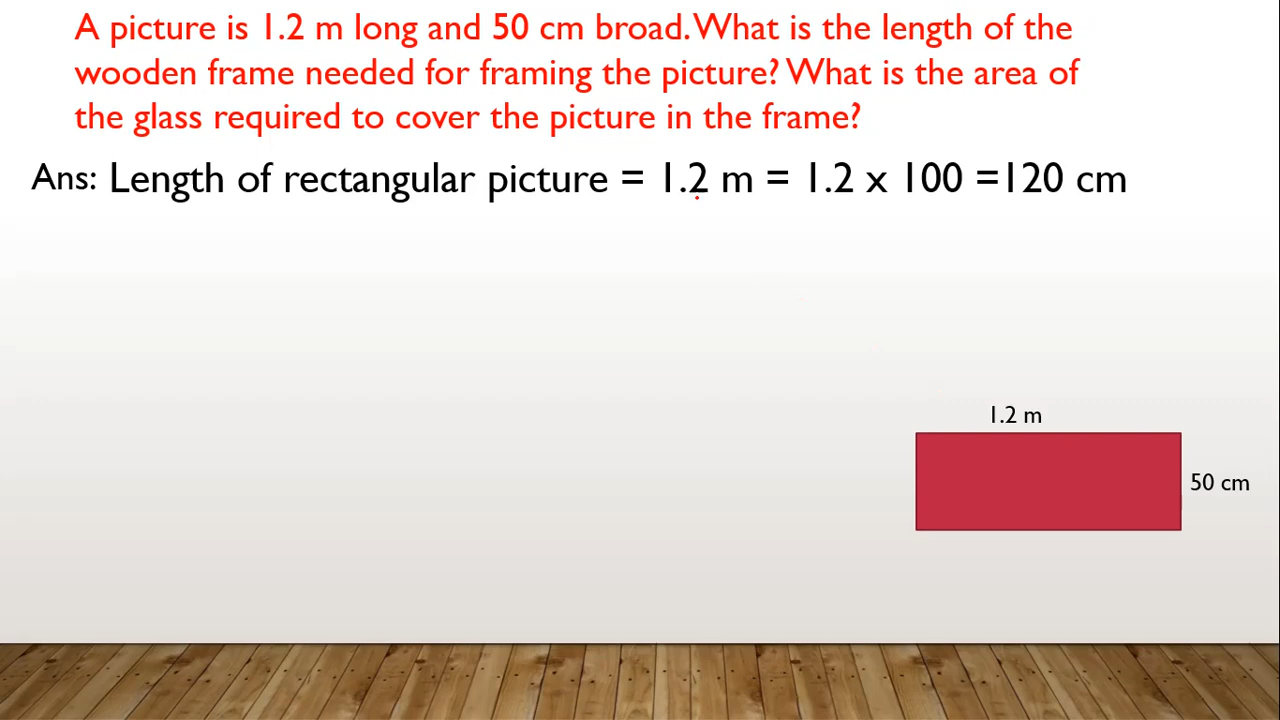 A picture is 1.2 m long and 50 cm broad. What is the length of the
wooden frame needed for framing the picture? What is the area of
the glass required to cover the picture in the frame?
Ans: Length of rectangular picture = 1.2 m = 1.2 x 100 =120 cm
1.2 m
50 cm